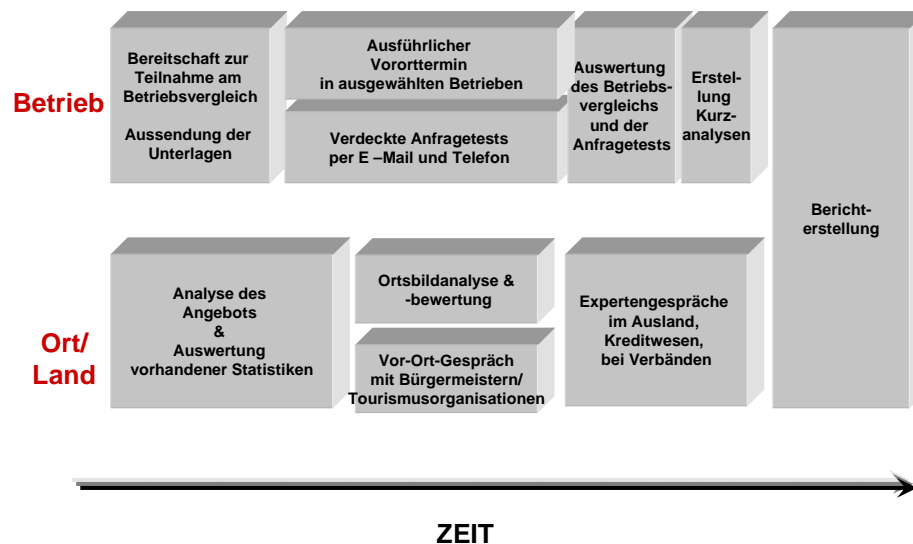 Betrieb
Bereitschaft zur
Teilnahme am
Betriebsvergleich
Aussendung der
Unterlagen
Ausführlicher
Vororttermin
in ausgewählten Betrieben
Verdeckte Anfragetests
per E –Mail und Telefon
Auswertung
des Betriebs-
vergleichs
und der
Anfragetests
Erstel-
lung
Kurz-
analysen
Bericht-
erstellung
Ort/
Land
Analyse des
Angebots
&
Auswertung
vorhandener Statistiken
Ortsbildanalyse &
-bewertung
Vor-Ort-Gespräch
mit Bürgermeistern/
Tourismusorganisationen
Expertengespräche
im Ausland,
Kreditwesen,
bei Verbänden
ZEIT